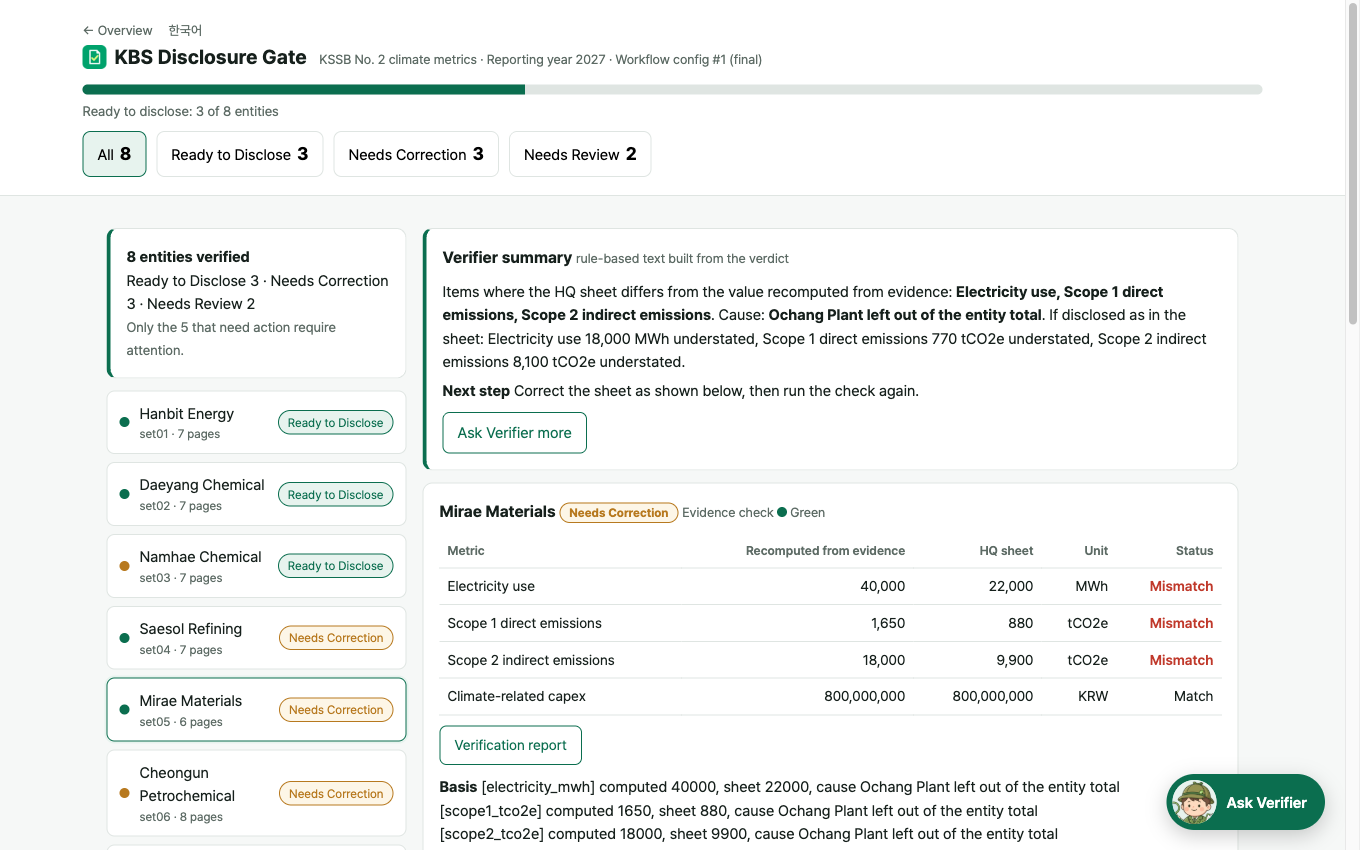 ← Overview 한국어
KBS Disclosure Gate KSSB No. 2 climate metrics · Reporting year 2027 · Workflow config #1 (final)
Ready to disclose: 3 of 8 entities
All 8 Ready to Disclose 3 Needs Correction 3 Needs Review 2
8 entities verified
Ready to Disclose 3 · Needs Correction
3 · Needs Review 2
Only the 5 that need action require
attention.
Hanbit Energy
set01 · 7 pages
Ready to Disclose
Daeyang Chemical
set02 · 7 pages
Ready to Disclose
Namhae Chemical
set03 · 7 pages
Ready to Disclose
Saesol Refining
set04 · 7 pages
Needs Correction
Mirae Materials
set05 · 6 pages
Needs Correction
Cheongun
Petrochemical
set06 · 8 pages
Needs Correction
Verifier summary rule-based text built from the verdict
Items where the HQ sheet differs from the value recomputed from evidence: Electricity use, Scope 1 direct
emissions, Scope 2 indirect emissions. Cause: Ochang Plant left out of the entity total. If disclosed as in the
sheet: Electricity use 18,000 MWh understated, Scope 1 direct emissions 770 tCO2e understated, Scope 2 indirect
emissions 8,100 tCO2e understated.
Next step Correct the sheet as shown below, then run the check again.
Ask Verifier more
Mirae Materials Needs Correction Evidence check Green
Metric Recomputed from evidence HQ sheet Unit Status
Electricity use 40,000 22,000 MWh Mismatch
Scope 1 direct emissions 1,650 880 tCO2e Mismatch
Scope 2 indirect emissions 18,000 9,900 tCO2e Mismatch
Climate-related capex 800,000,000 800,000,000 KRW Match
Verification report
Basis [electricity_mwh] computed 40000, sheet 22000, cause Ochang Plant left out of the entity total
[scope1_tco2e] computed 1650, sheet 880, cause Ochang Plant left out of the entity total
[scope2_tco2e] computed 18000, sheet 9900, cause Ochang Plant left out of the entity total
Ask Verifier